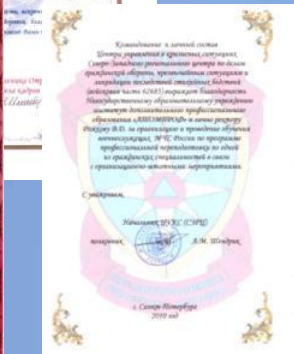 Командование и личный состав
Центра управления в кризисных ситуациях
Северо-Западного регионального центра по делам
гражданской обороны, чрезвычайным ситуациям и
ликвидации последствий стихийных бедствий
(войсковая часть 62685) выражает благодарность
Негосударственному образовательному учреждению
институт дополнительного профессионального
образования и лично ректору
В.D. за организацию и проведение обучения
военнослужащих МЧС России по программе
профессиональной переподготовки по одной
из гражданских специальностей в связи
с организационно-штатными мероприятиями.
С уважением,
Начальник ЦУКС (СЗРЦ)
полковник А.М. Шендрик
г. Санкт-Петербург
2010 год